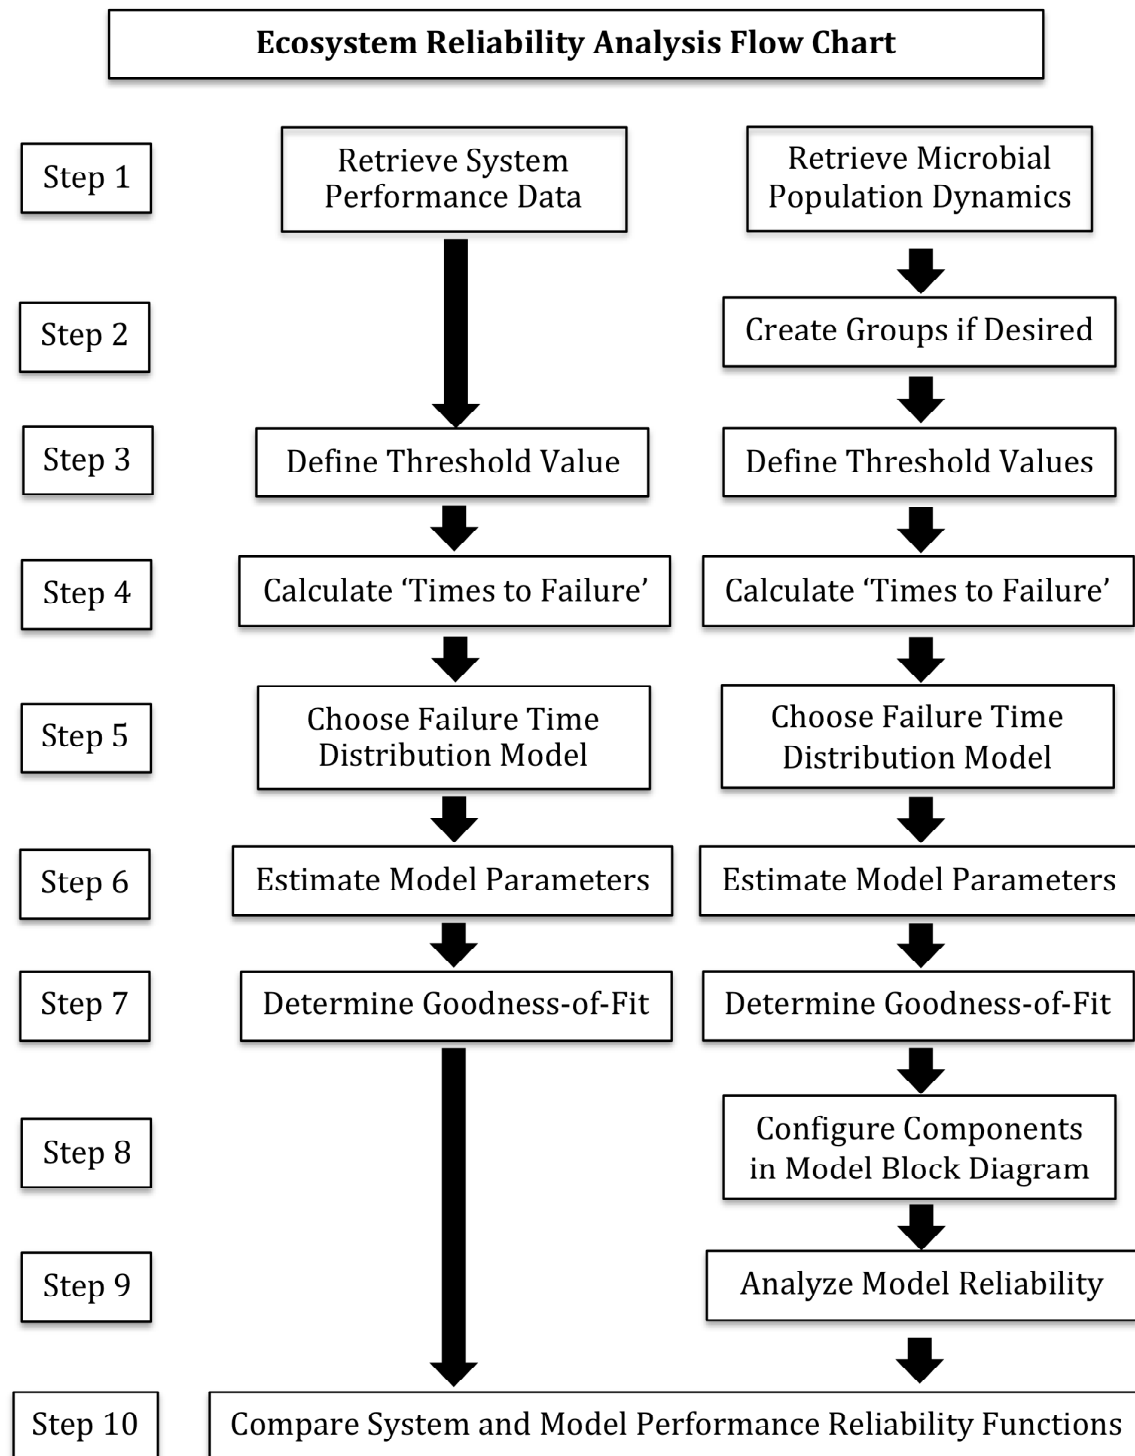 Ecosystem Reliability Analysis Flow Chart
Step 1
Retrieve System
Performance Data
Retrieve Microbial
Population Dynamics
Step 2
Create Groups if Desired
Step 3
Define Threshold Value
Define Threshold Values
Step 4
Calculate ‘Times to Failure’
Calculate ‘Times to Failure’
Step 5
Choose Failure Time
Distribution Model
Choose Failure Time
Distribution Model
Step 6
Estimate Model Parameters
Estimate Model Parameters
Step 7
Determine Goodness-of-Fit
Determine Goodness-of-Fit
Step 8
Configure Components
in Model Block Diagram
Step 9
Analyze Model Reliability
Step 10
Compare System and Model Performance Reliability Functions